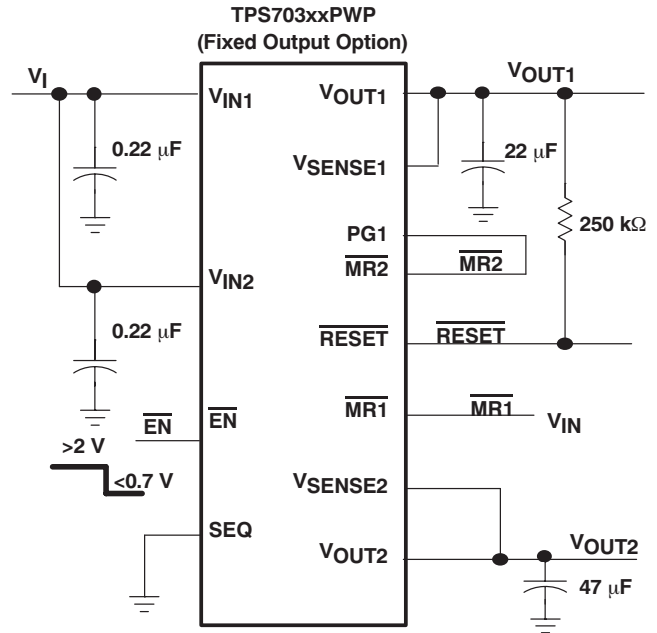 TPS703xxPWP
(Fixed Output Option)
VI
VIN1
VOUT1
VOUT1
0.22 μF
VSENSE1
22 μF
PG1
250 kΩ
MR2
MR2
VIN2
0.22 μF
RESET
RESET
EN
EN
MR1
MR1
VIN
>2 V
<0.7 V
VSENSE2
SEQ
VOUT2
VOUT2
47 μF